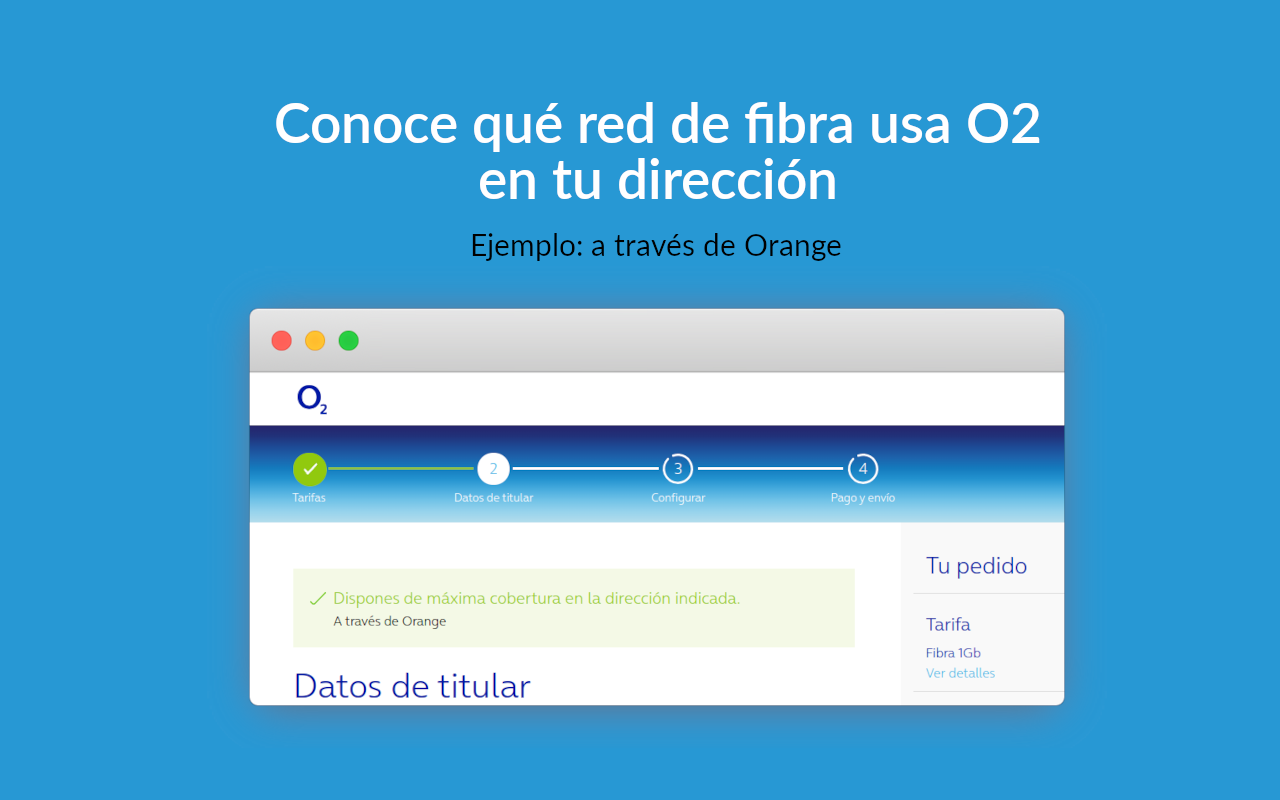 Conoce qué red de fibra usa O2
en tu dirección
Ejemplo: a través de Orange
O2
2 3 4
Tarifas Datos de titular Configurar Pago y envío
Dispones de máxima cobertura en la dirección indicada.
A través de Orange
Datos de titular
Tu pedido
Tarifa
Fibra 1Gb
Ver detalles